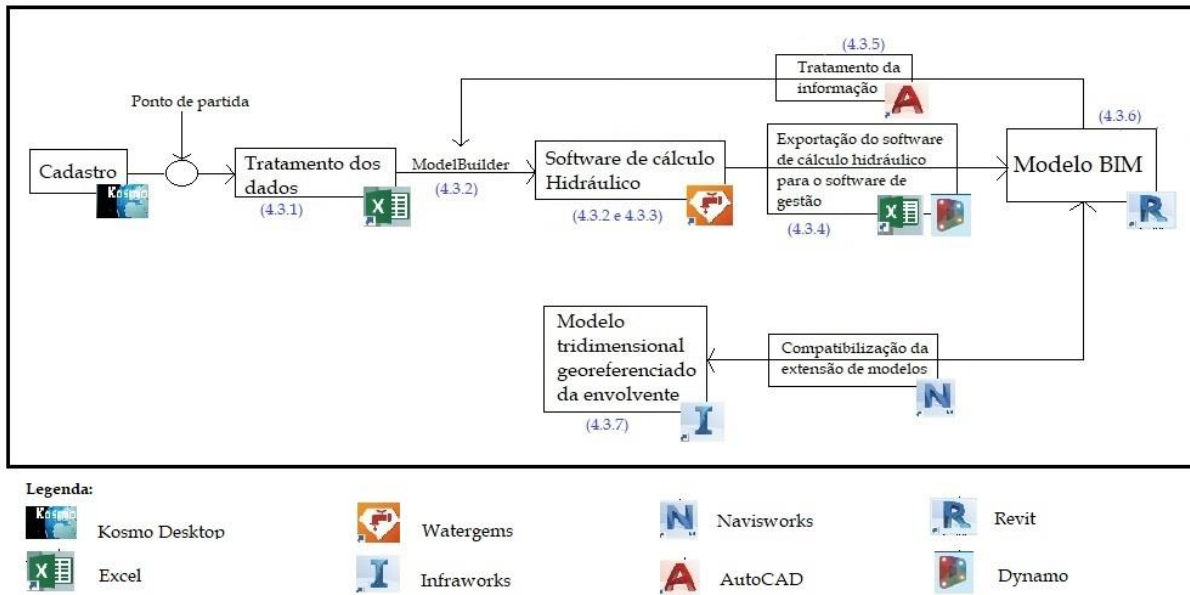 (4.3.5)
Tratamento da
informação
Ponto de partida
(4.3.6)
Cadastro
Kosmo
Tratamento dos
dados
(4.3.1)
ModelBuilder
(4.3.2)
Software de cálculo
Hidráulico
(4.3.2 e 4.3.3)
Exportação do software
de cálculo hidráulico
para o software de
gestão
(4.3.4)
Modelo BIM
Modelo
tridimensional
georeferenciado
da envolvente
(4.3.7)
Compatibilização da
extensão de modelos
Legenda:
Kosmo
Kosmo Desktop
Watergems
Navisworks
Revit
Excel
Infraworks
AutoCAD
Dynamo